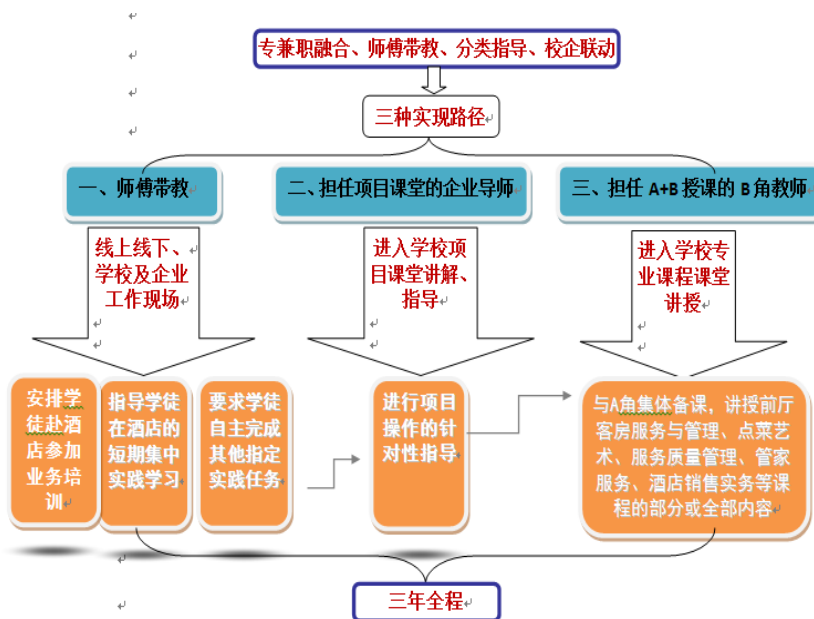 专兼职融合、师傅带教、分类指导、校企联动
三种实现路径
一、师傅带教
二、担任项目课堂的企业导师
三、担任 A+B 授课的 B 角教师
线上线下、
学校及企业
工作现场
进入学校项
目课堂讲解、
指导
进入学校专
业课程课堂
讲授
安排学
徒赴酒
店参加
业务培
训
指导学徒
在酒店的
短期集中
实践学习
要求学徒
自主完成
其他指定
实践任务
进行项目
操作的针
对性指导
与A角集体备课，讲授前厅
客房服务与管理、点菜艺
术、服务质量管理、管家
服务、酒店销售实务等课
程的部分或全部内容
三年全程